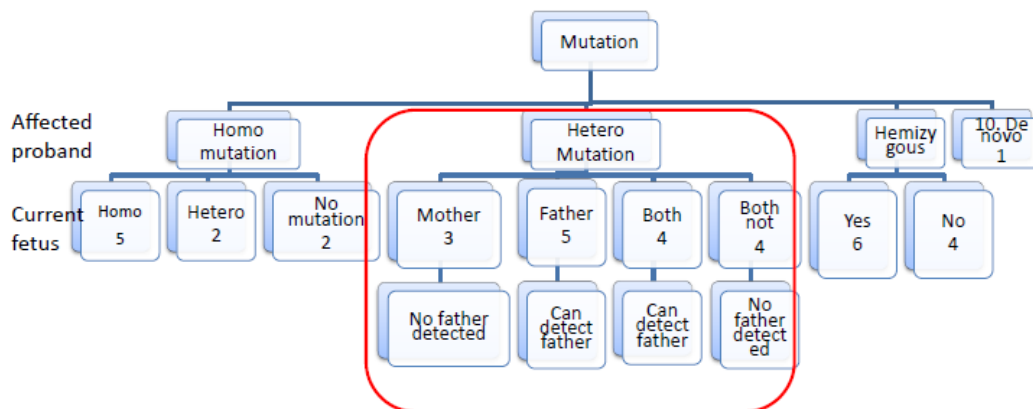 Mutation
Affected
proband
Homo
mutation
Hetero
Mutation
Hemizy
gous
10. De
novo
1
Current
fetus
Homo
5
Hetero
2
No
mutation
2
Mother
3
Father
5
Both
4
Both
not
4
Yes
6
No
4
No father
detected
Can
detect
father
Can
detect
father
No
father
detect
ed